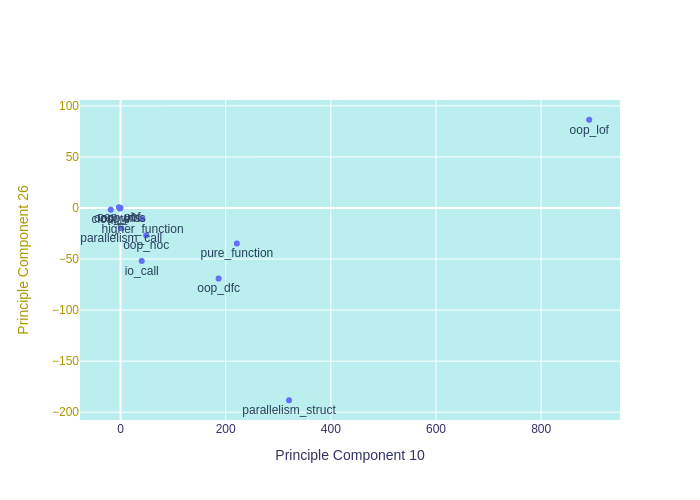 100
50
0
−50
−100
−150
−200
Principle Component 26
oop_lof
higher_function
parallelism_call
oop_noc
pure_function
io_call
oop_dfc
parallelism_struct
0
200
400
600
800
Principle Component 10